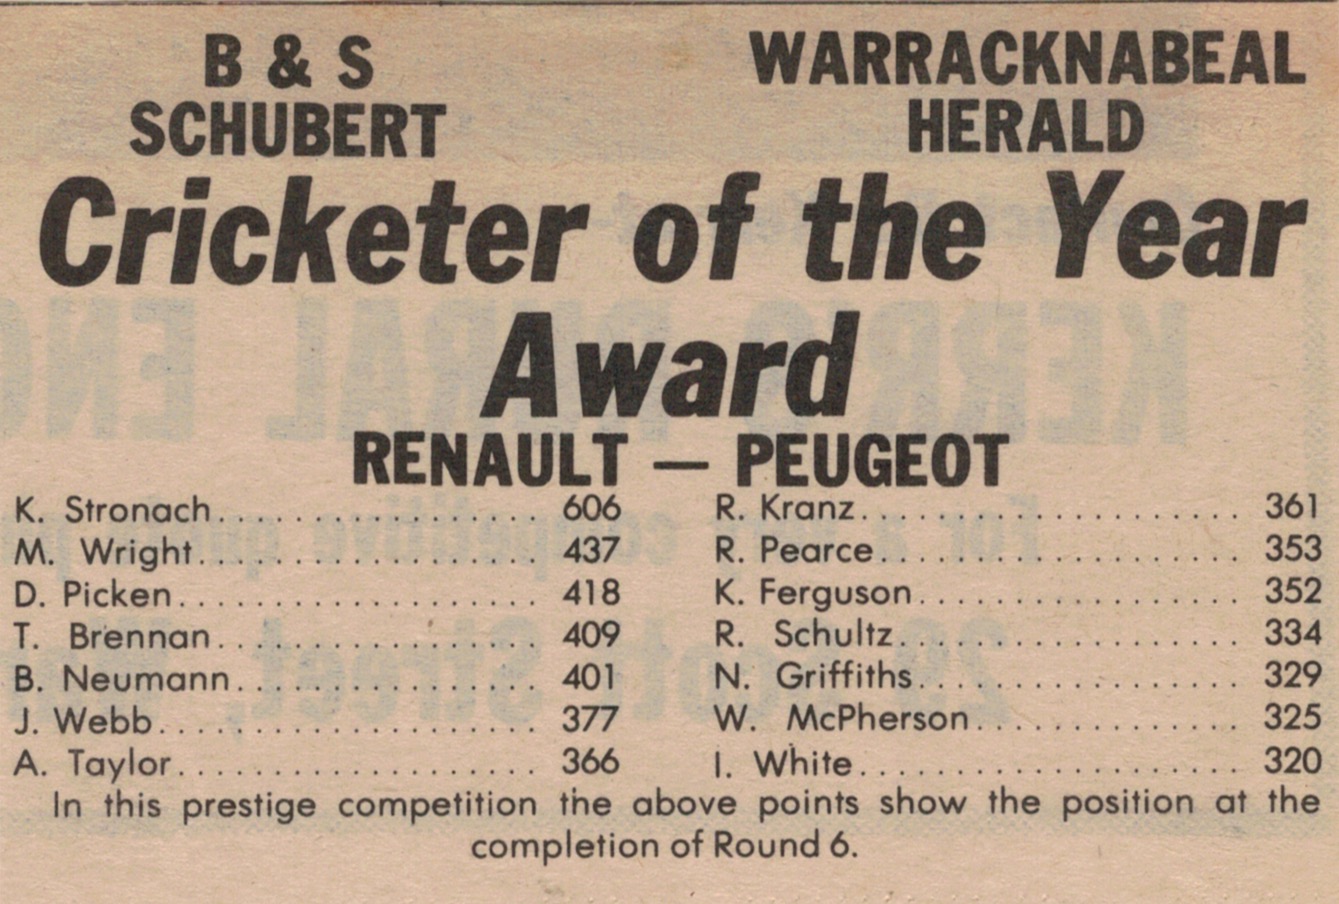 B & S
SCHUBERT
WARRACKNABEAL
HERALD
Cricketer of the Year
Award
RENAULT — PEUGEOT
K. Stronach.................. 606
M. Wright.................. 437
D. Picken.................. 418
T. Brennan.................. 409
B. Neumann.................. 401
J. Webb.................. 377
A. Taylor.................. 366
R. Kranz.................. 361
R. Pearce.................. 353
K. Ferguson.................. 352
R. Schultz.................. 334
N. Griffiths.................. 329
W. McPherson.................. 325
I. White.................. 320
In this prestige competition the above points show the position at the
completion of Round 6.